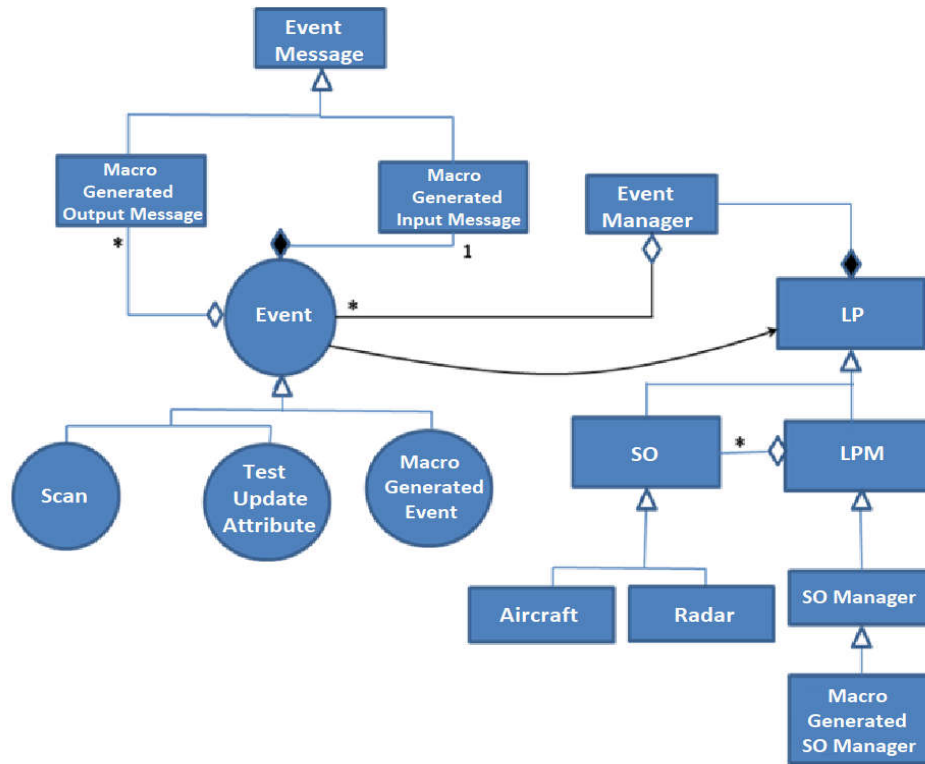 Event
Message
Macro
Generated
Output Message
Macro
Generated
Input Message
Event
Manager
*
1
Event
*
LP
SO
*
LPM
Scan
Test
Update
Attribute
Macro
Generated
Event
Aircraft
Radar
SO Manager
Macro
Generated
SO Manager